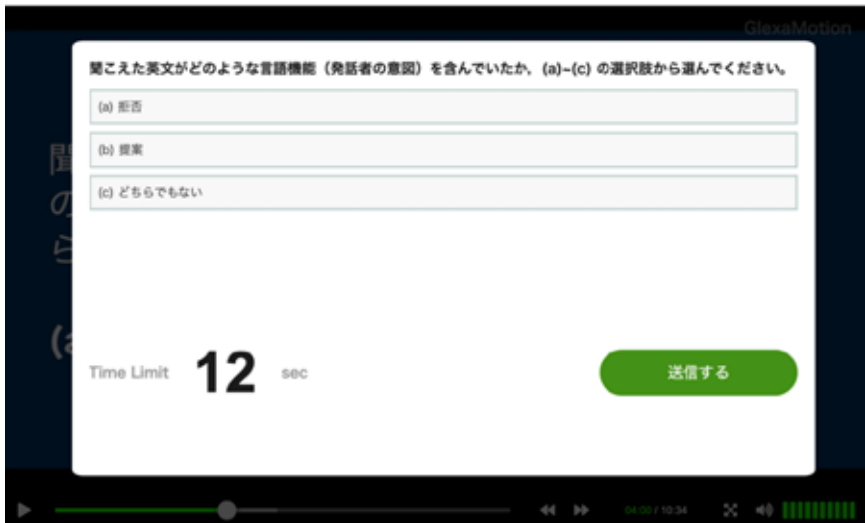 GlexaMotion
聞こえた英文がどのような言語機能（発話者の意図）を含んでいたか，(a)~(c) の選択肢から選んでください。
(a) 拒否
(b) 提案
(c) どちらでもない
聞
の
ら
(a
Time Limit 12 sec
送信する
04:00 / 10:34